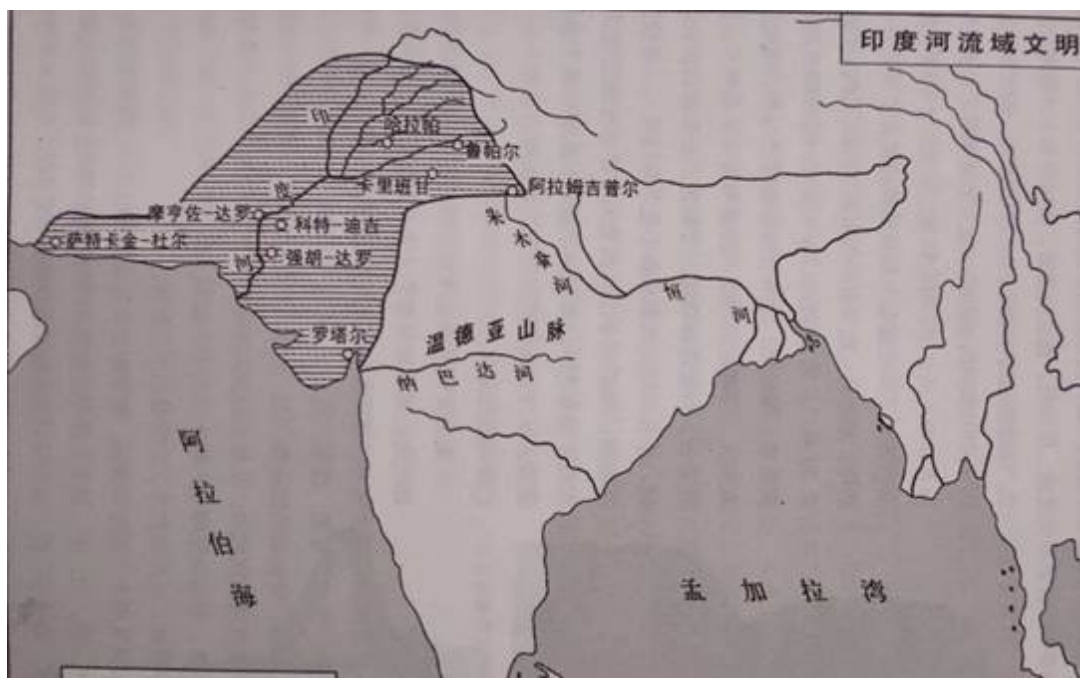 印度河流域文明
印度河
哈拉帕
鲁帕尔
卡里班甘
阿拉姆吉普尔
摩亨佐-达罗
科特-迪吉
萨特卡金-杜尔
强胡-达罗
朱木拿河
恒河
罗塔尔
温德亚山脉
纳巴达河
阿拉伯海
孟加拉湾